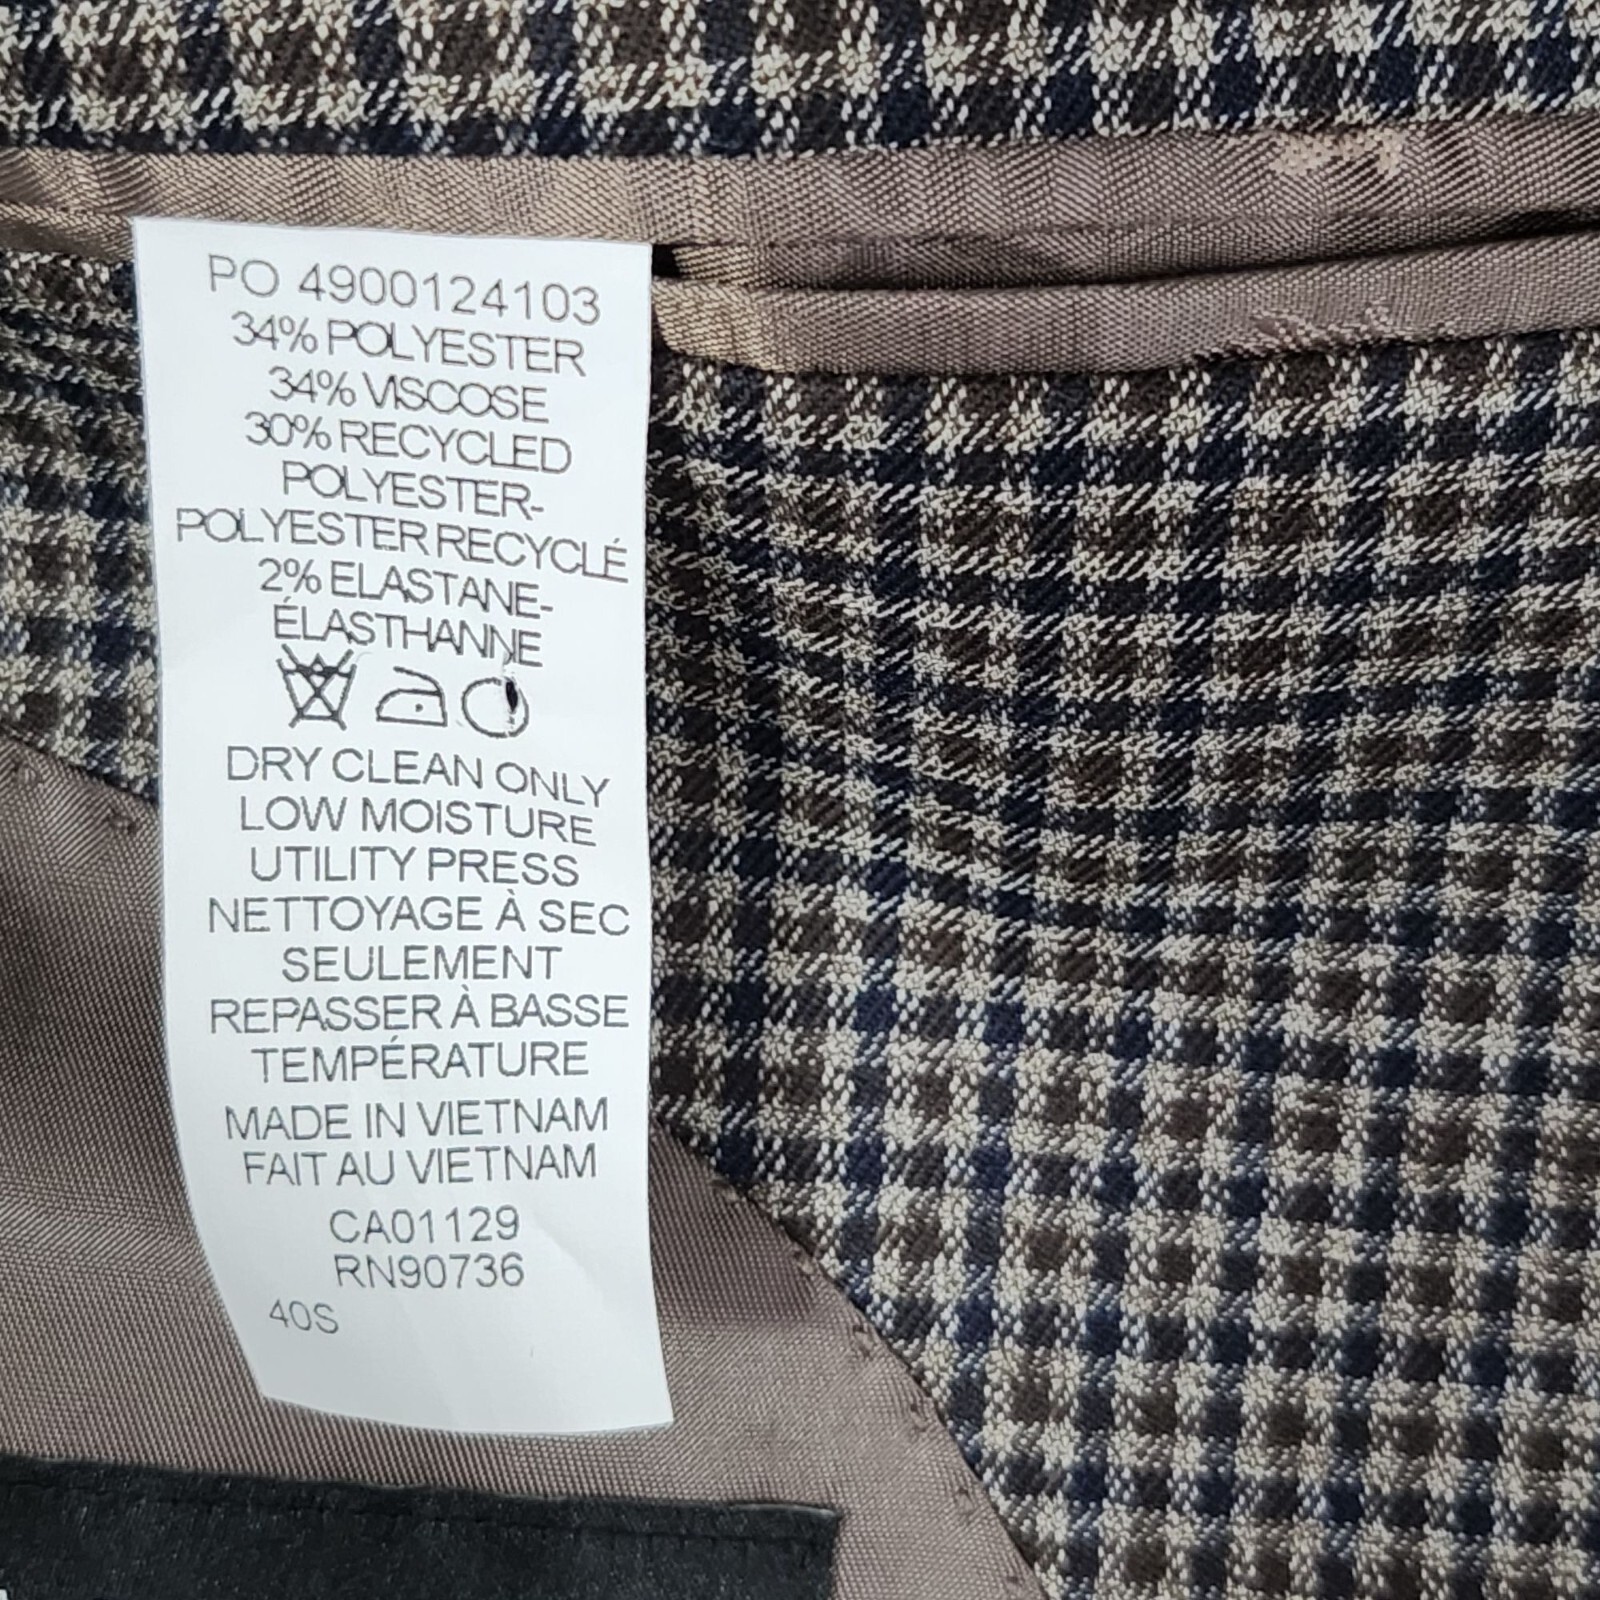 PO 4900124103
34% POLYESTER
34% VISCOSE
30% RECYCLED
POLYESTER-
POLYESTER RECYCLÉ
2% ELASTANE-
ÉLASTHANNE
DRY CLEAN ONLY
LOW MOISTURE
UTILITY PRESS
NETTOYAGE À SEC
SEULEMENT
REPASSER À BASSE
TEMPÉRATURE
MADE IN VIETNAM
FAIT AU VIETNAM
CA01129
RN90736
40S